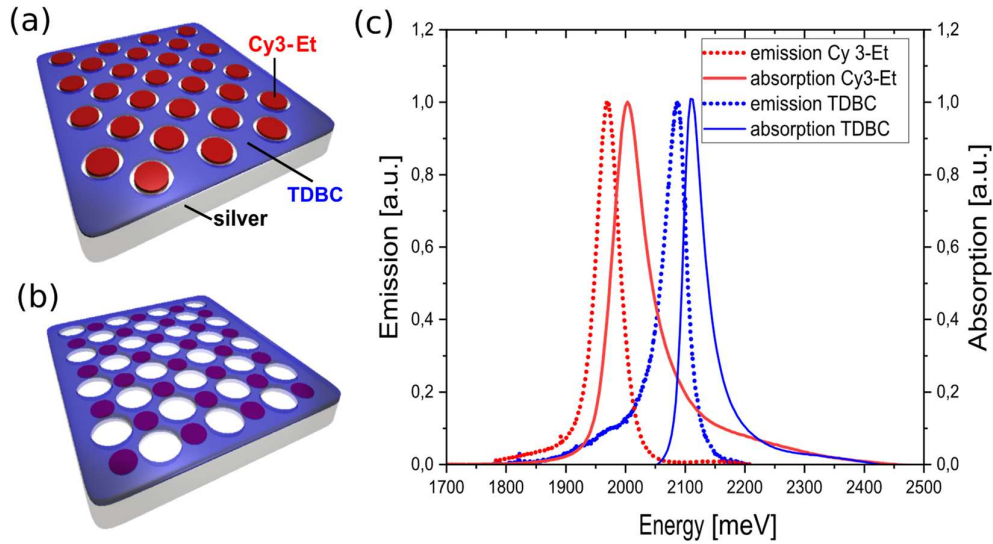 (a)
Cy3-Et
TDBC
silver
(b)
(c)
1,2
1,0
0,8
0,6
0,4
0,2
0,0
Emission [a.u.]
emission Cy 3-Et
absorption Cy3-Et
emission TDBC
absorption TDBC
1,2
1,0
0,8
0,6
0,4
0,2
0,0
Absorption [a.u.]
1700 1800 1900 2000 2100 2200 2300 2400 2500
Energy [meV]